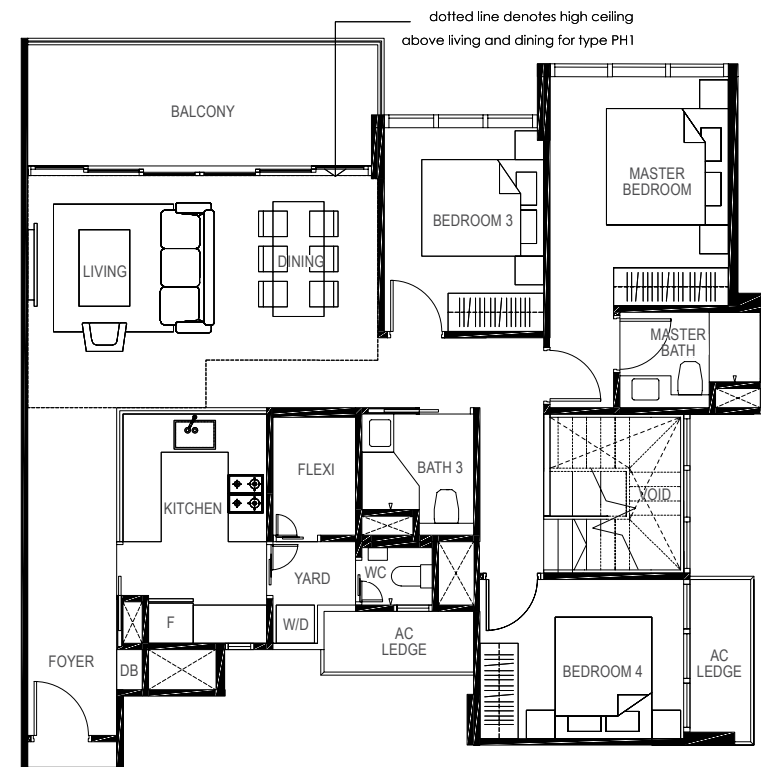 dotted line denotes high ceiling
above living and dining for type PH1
BALCONY
MASTER
BEDROOM
BEDROOM 3
LIVING
DINING
MASTER
BATH
FLEXI
BATH 3
KITCHEN
VOID
YARD
WC
F
W/D
AC
LEDGE
FOYER
DB
BEDROOM 4
AC
LEDGE